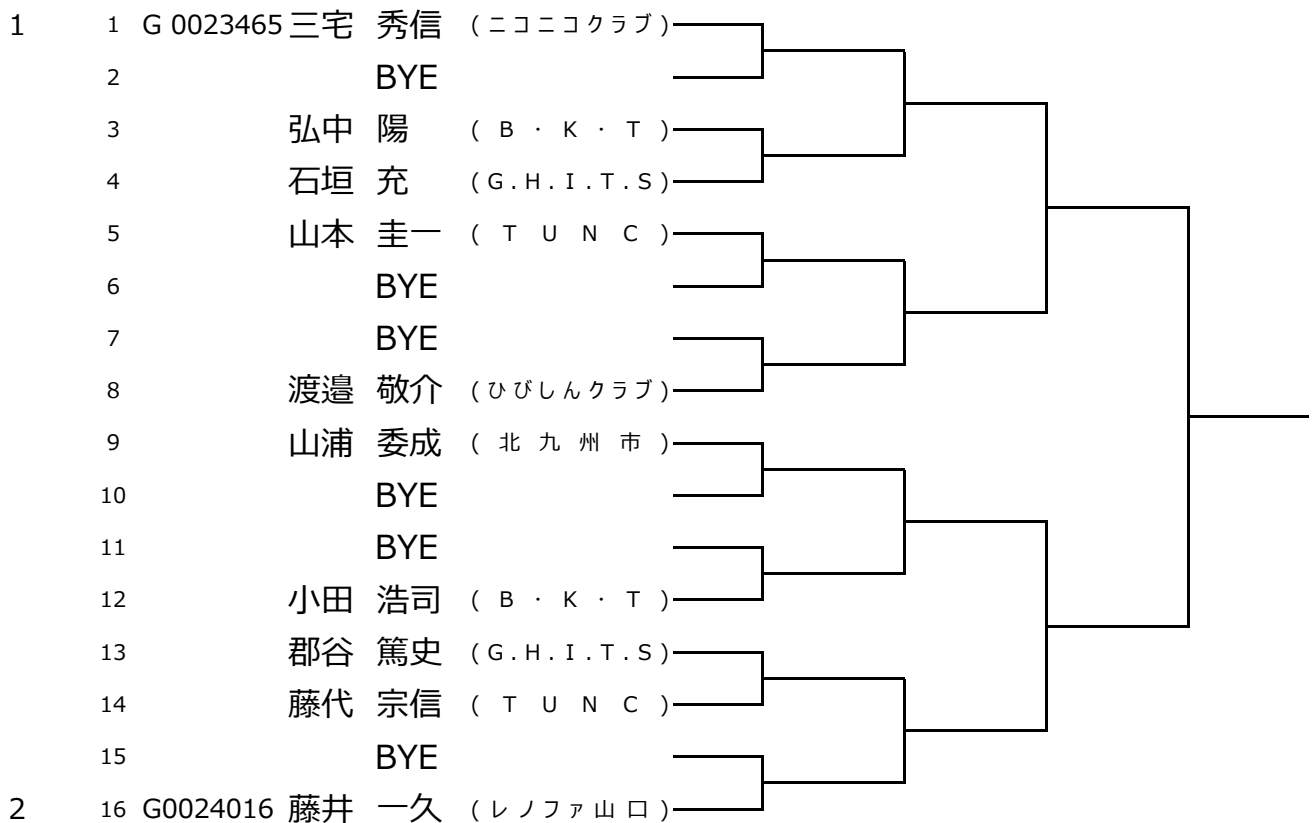 1 1 G 0023465 三宅 秀信 (ニコニコクラブ)
2 BYE
3 弘中 陽 (B・K・T)
4 石垣 充 (G.H.I.T.S)
5 山本 圭一 (TUNC)
6 BYE
7 BYE
8 渡邉 敬介 (ひびしんクラブ)
9 山浦 委成 (北九州市)
10 BYE
11 BYE
12 小田 浩司 (B・K・T)
13 郡谷 篤史 (G.H.I.T.S)
14 藤代 宗信 (TUNC)
15 BYE
2 16 G0024016 藤井 一久 (レノファ山口)